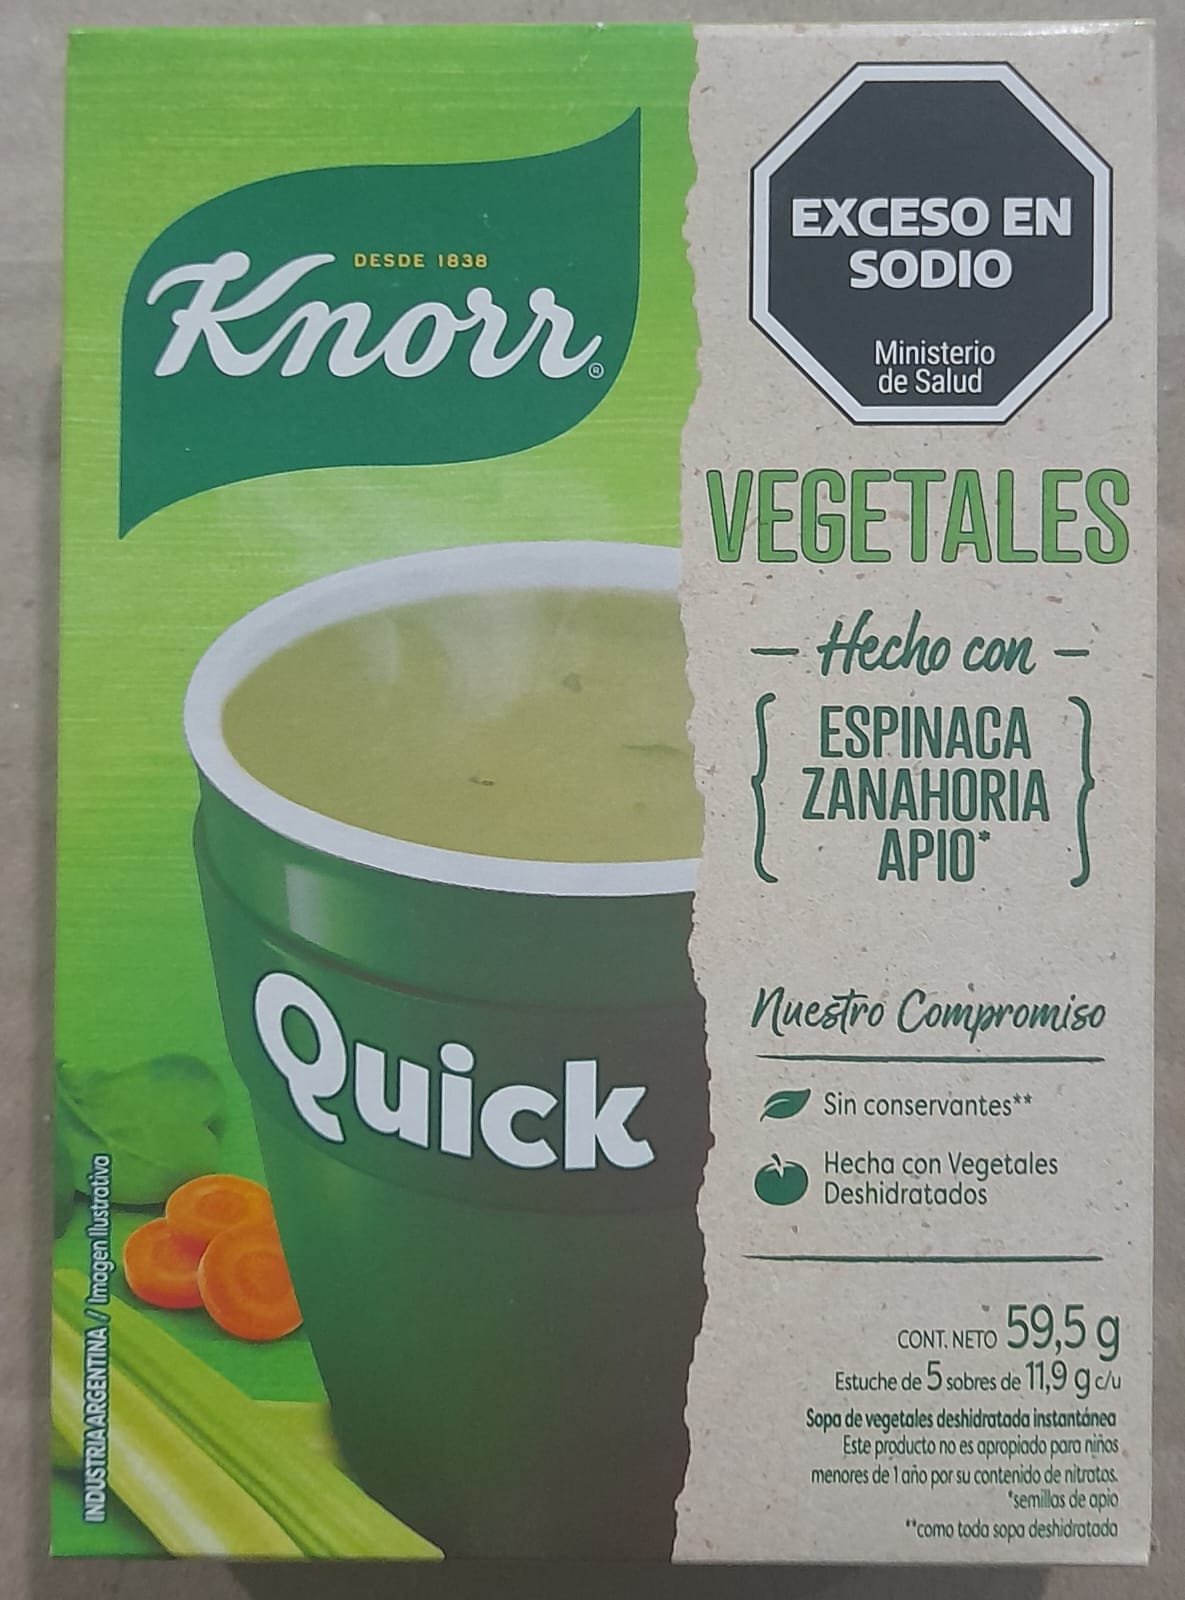 DESDE 1838
Knorr®
EXCESO EN
SODIO
Ministerio
de Salud
VEGETALES
Hecho con
ESPINACA
ZANAHORIA
APIO*
Quick
Nuestro Compromiso
Sin conservantes**
Hecha con Vegetales
Deshidratados
CONT. NETO 59,5 g
Estuche de 5 sobres de 11,9 g c/u
Sopa de vegetales deshidratada instantánea
Este producto no es apropiado para niños
menores de 1 año por su contenido de nitratos.
*semillas de apio
**como toda sopa deshidratada
INDUSTRIA ARGENTINA / Imagen Ilustrativa